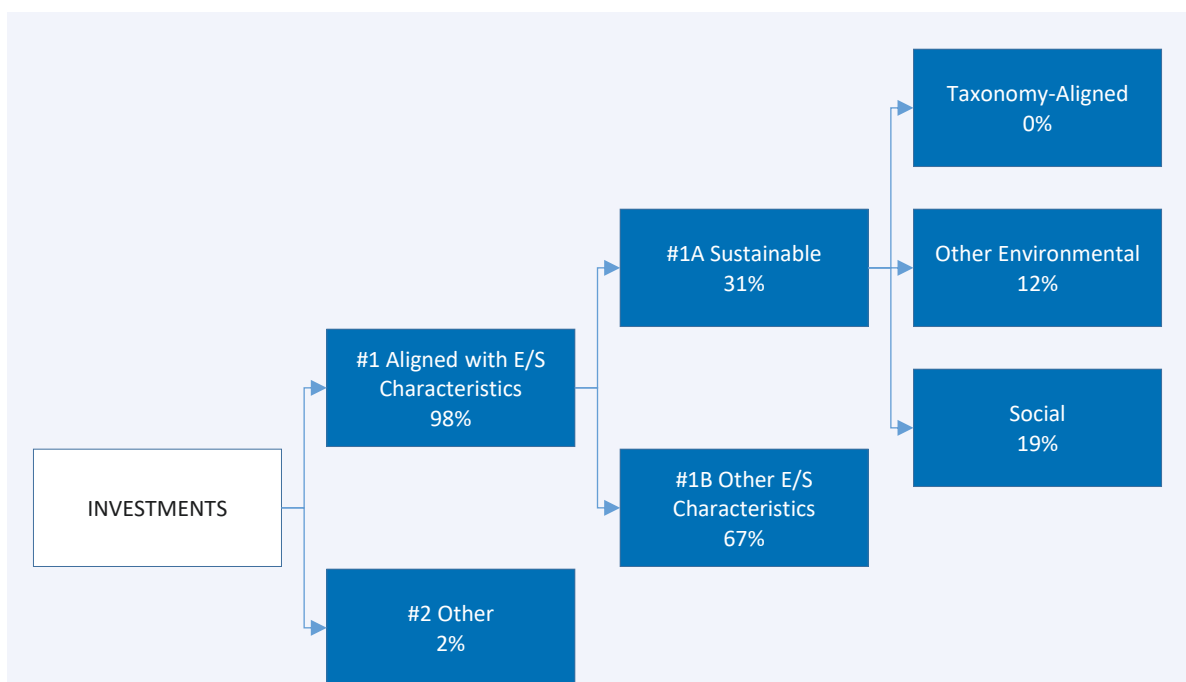 INVESTMENTS
#1 Aligned with E/S
Characteristics
98%
#2 Other
2%
#1A Sustainable
31%
#1B Other E/S
Characteristics
67%
Taxonomy-Aligned
0%
Other Environmental
12%
Social
19%